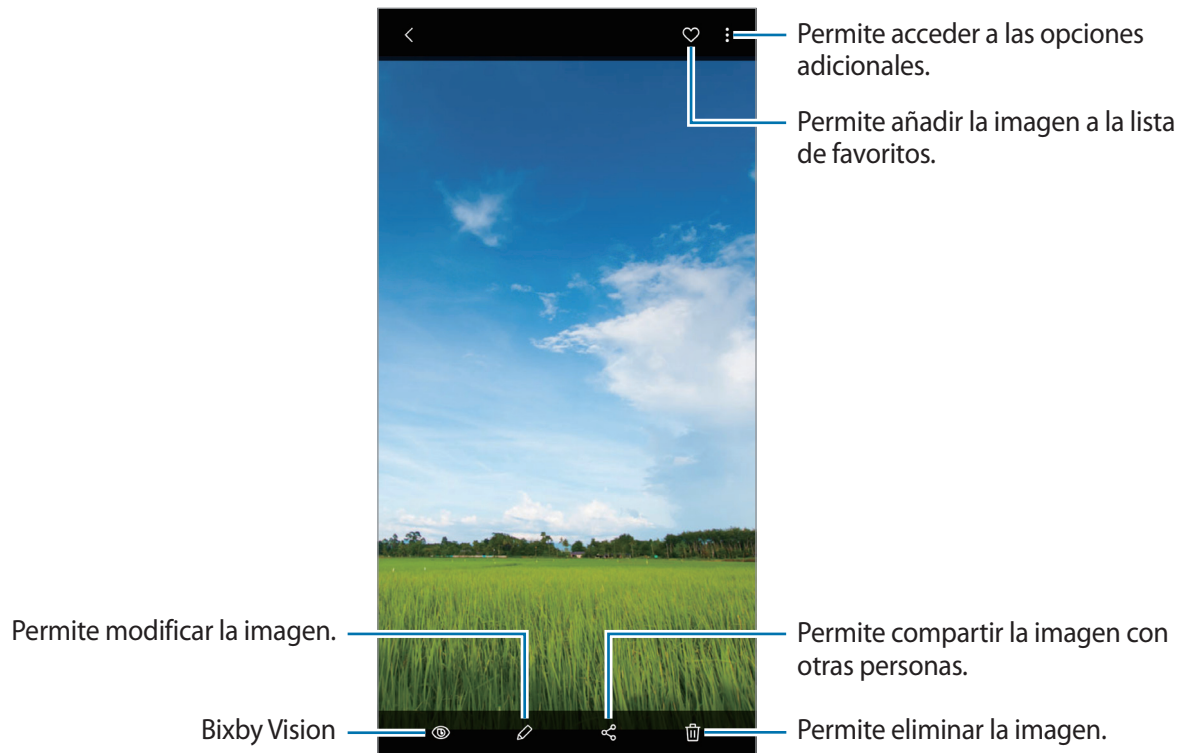 Permite acceder a las opciones
adicionales.
Permite añadir la imagen a la lista
de favoritos.
Permite modificar la imagen.
Permite compartir la imagen con
otras personas.
Bixby Vision
Permite eliminar la imagen.